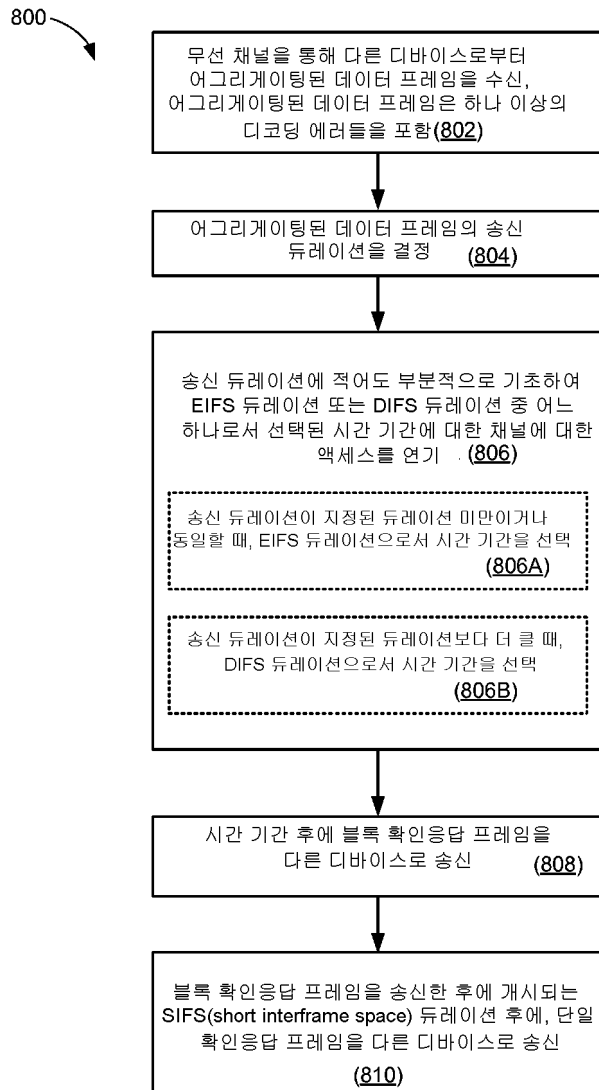 800
무선 채널을 통해 다른 디바이스로부터
어그리게이팅된 데이터 프레임을 수신,
어그리게이팅된 데이터 프레임은 하나 이상의
디코딩 에러들을 포함(802)
어그리게이팅된 데이터 프레임의 송신
듀레이션을 결정 (804)
송신 듀레이션에 적어도 부분적으로 기초하여
EIFS 듀레이션 또는 DIFS 듀레이션 중 어느
하나로서 선택된 시간 기간에 대한 채널에 대한
액세스를 연기 . (806)
송신 듀레이션이 지정된 듀레이션 미만이거나
동일할 때, EIFS 듀레이션으로서 시간 기간을 선택
(806A)
송신 듀레이션이 지정된 듀레이션보다 더 클 때,
DIFS 듀레이션으로서 시간 기간을 선택
(806B)
시간 기간 후에 블록 확인응답 프레임을
다른 디바이스로 송신 (808)
블록 확인응답 프레임을 송신한 후에 개시되는
SIFS(short interframe space) 듀레이션 후에, 단일
확인응답 프레임을 다른 디바이스로 송신
(810)